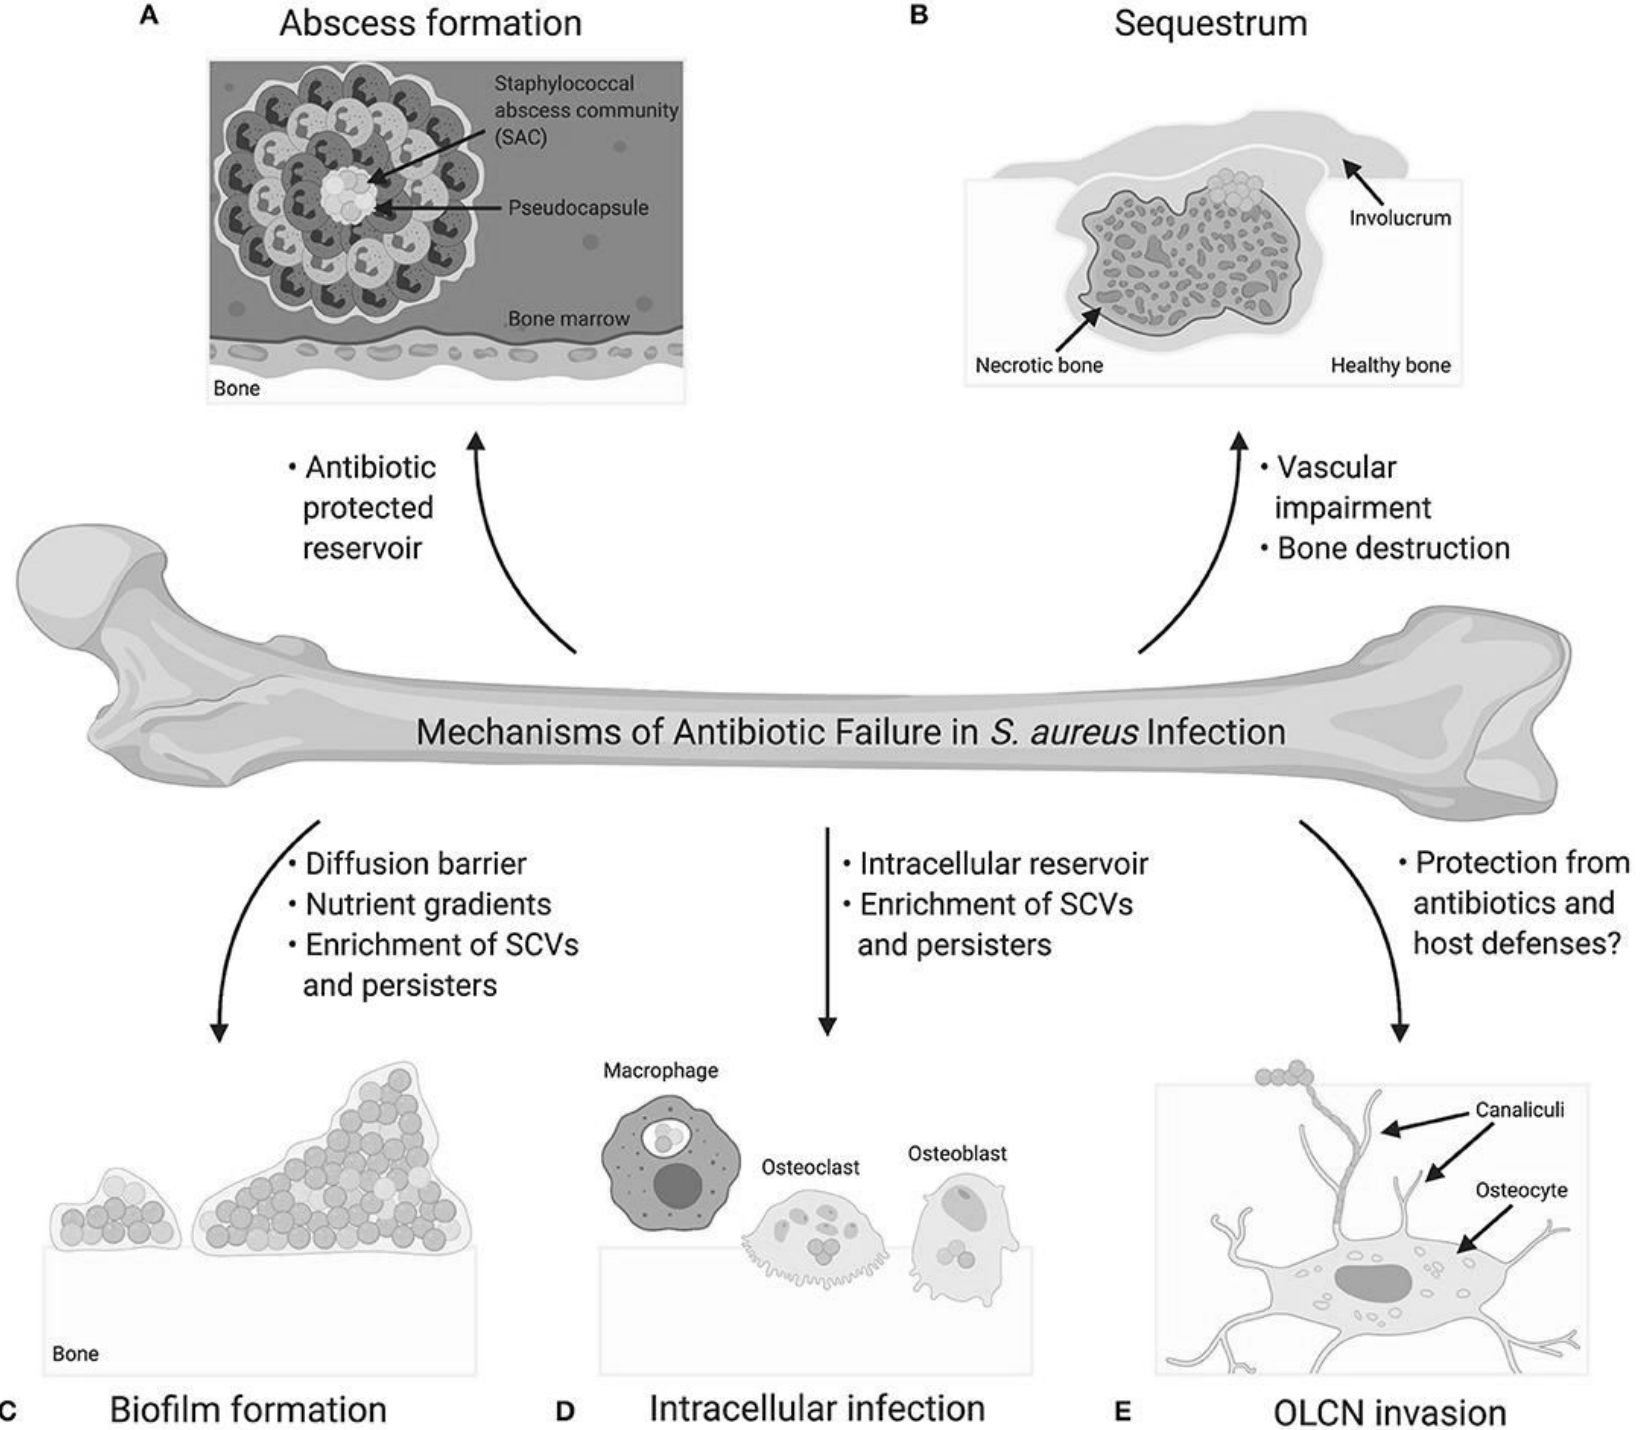 A
Abscess formation
Staphylococcal
abscess community
(SAC)
Pseudocapsule
Bone marrow
Bone
B
Sequestrum
Involucrum
Necrotic bone
Healthy bone
• Antibiotic
protected
reservoir
• Vascular
impairment
• Bone destruction
Mechanisms of Antibiotic Failure in S. aureus Infection
• Diffusion barrier
• Nutrient gradients
• Enrichment of SCVs
and persisters
• Intracellular reservoir
• Enrichment of SCVs
and persisters
• Protection from
antibiotics and
host defenses?
Bone
C
Biofilm formation
Macrophage
Osteoclast
Osteoblast
D
Intracellular infection
Canaliculi
Osteocyte
E
OLCN invasion